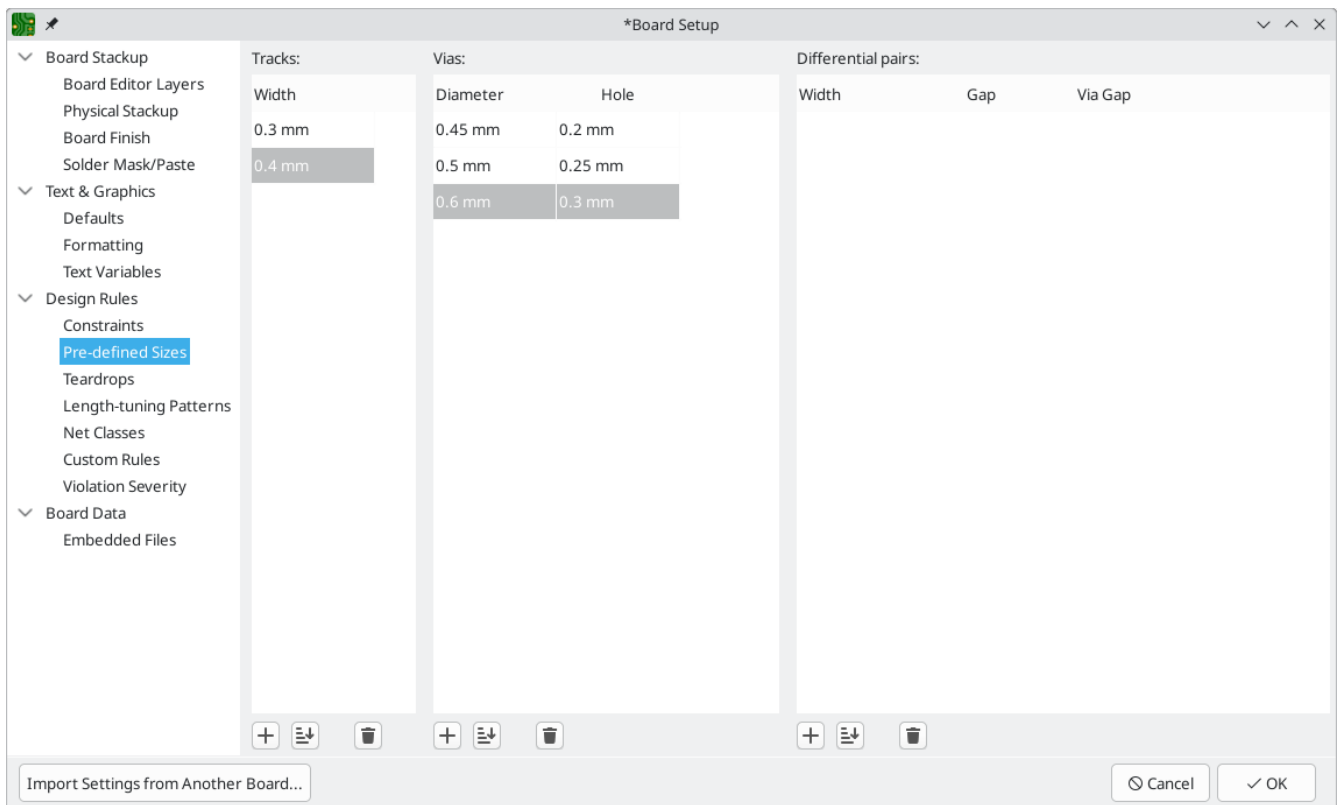 *Board Setup
Board Stackup
Board Editor Layers
Physical Stackup
Board Finish
Solder Mask/Paste
Text & Graphics
Defaults
Formatting
Text Variables
Design Rules
Constraints
Pre-defined Sizes
Teardrops
Length-tuning Patterns
Net Classes
Custom Rules
Violation Severity
Board Data
Embedded Files
Tracks:
Width
0.3 mm
0.4 mm
Vias:
Diameter Hole
0.45 mm 0.2 mm
0.5 mm 0.25 mm
0.6 mm 0.3 mm
Differential pairs:
Width Gap Via Gap
Import Settings from Another Board...
Cancel
OK